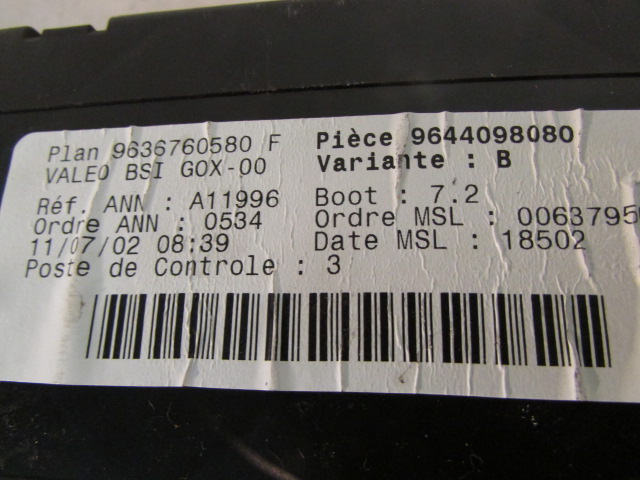 Plan 9636760580 F
VALEO BSI GOX-00
Pièce 9644098080
Variante : B
Réf. ANN : A11996
Ordre ANN : 0534
11/07/02 08:39
Poste de Controle : 3
Boot : 7.2
Ordre MSL : 0063795
Date MSL : 18502